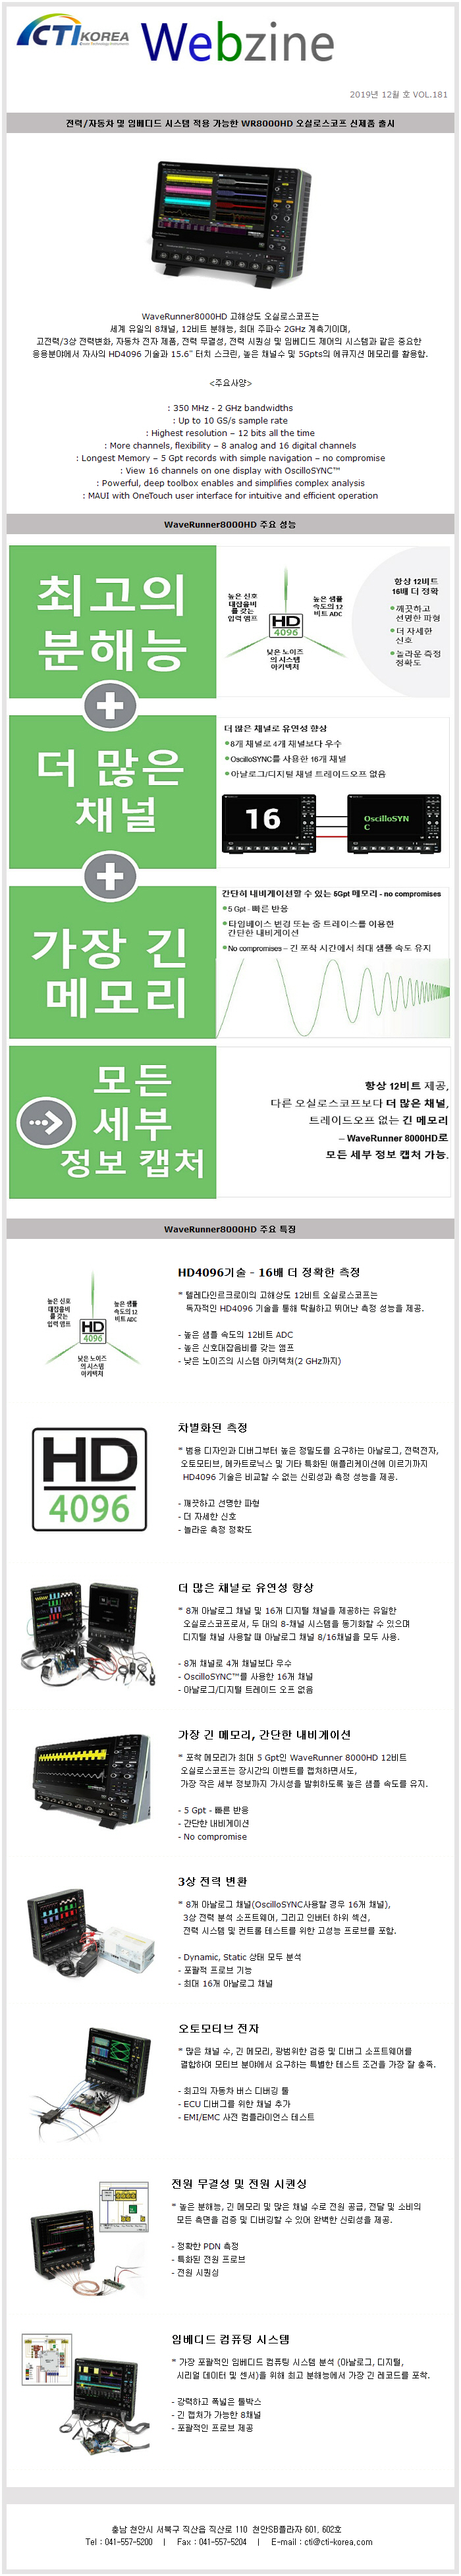 CTI KOREA
Webzine
2019년 12월 호 VOL.181
전력/자동차 및 임베디드 시스템 적용 가능한 WR8000HD 오실로스코프 신제품 출시
WaveRunner8000HD 고해상도 오실로스코프는
세계 유일의 8채널, 12비트 분해능, 최대 주파수 2GHz 계측기이며,
고전력/3상 전력변화, 자동차 전자 제품, 전력 무결성, 전력 시퀀싱 및 임베디드 제어의 시스템과 같은 중요한
응용분야에서 자사의 HD4096 기술과 15.6" 터치 스크린, 높은 채널수 및 5Gpts의 에큐지션 메모리를 활용함.
<주요사양>
: 350 MHz - 2 GHz bandwidths
: Up to 10 GS/s sample rate
: Highest resolution – 12 bits all the time
: More channels, flexibility – 8 analog and 16 digital channels
: Longest Memory – 5 Gpt records with simple navigation – no compromise
: View 16 channels on one display with OscilloSYNC™
: Powerful, deep toolbox enables and simplifies complex analysis
: MAUI with OneTouch user interface for intuitive and efficient operation
WaveRunner8000HD 주요 성능
최고의
분해능
높은 신호
대잡음비
를 갖는
입력 앰프
높은 샘플
속도의 12
비트 ADC
HD
4096
낮은 노이즈
의 시스템
아키텍처
항상 12비트
16배 더 정확
깨끗하고
선명한 파형
더 자세한
신호
놀라운 측정
정확도
더 많은
채널
더 많은 채널로 유연성 향상
8개 채널로 4개 채널보다 우수
OscilloSYNC를 사용한 16개 채널
아날로그/디지털 채널 트레이드오프 없음
16
OscilloSYN
C
가장 긴
메모리
간단히 내비게이션할 수 있는 5Gpt 메모리 - no compromises
5 Gpt - 빠른 반응
타임베이스 변경 또는 줌 트레이스를 이용한
간단한 내비게이션
No compromises – 긴 포착 시간에서 최대 샘플 속도 유지
모든
세부
정보 캡처
항상 12비트 제공,
다른 오실로스코프보다 더 많은 채널,
트레이드오프 없는 긴 메모리
– WaveRunner 8000HD로
모든 세부 정보 캡처 가능.
WaveRunner8000HD 주요 특징
높은 신호
대잡음비
를 갖는
입력 앰프
높은 샘플
속도의 12
비트 ADC
HD
4096
낮은 노이즈
의 시스템
아키텍처
HD4096기술 - 16배 더 정확한 측정
* 텔레다인르크로이의 고해상도 12비트 오실로스코프는
독자적인 HD4096 기술을 통해 탁월하고 뛰어난 측정 성능을 제공.
- 높은 샘플 속도의 12비트 ADC
- 높은 신호대잡음비를 갖는 앰프
- 낮은 노이즈의 시스템 아키텍처(2 GHz까지)
HD
4096
차별화된 측정
* 범용 디자인과 디버그부터 높은 정밀도를 요구하는 아날로그, 전력전자,
오토모티브, 메카트로닉스 및 기타 특화된 애플리케이션에 이르기까지
HD4096 기술은 비교할 수 없는 신뢰성과 측정 성능을 제공.
- 깨끗하고 선명한 파형
- 더 자세한 신호
- 놀라운 측정 정확도
더 많은 채널로 유연성 향상
* 8개 아날로그 채널 및 16개 디지털 채널을 제공하는 유일한
오실로스코프로서, 두 대의 8-채널 시스템을 동기화할 수 있으며
디지털 채널 사용할 때 아날로그 채널 8/16채널을 모두 사용.
- 8개 채널로 4개 채널보다 우수
- OscilloSYNC™를 사용한 16개 채널
- 아날로그/디지털 트레이드 오프 없음
가장 긴 메모리, 간단한 내비게이션
* 포착 메모리가 최대 5 Gpt인 WaveRunner 8000HD 12비트
오실로스코프는 장시간의 이벤트를 캡처하면서도,
가장 작은 세부 정보까지 가시성을 발휘하도록 높은 샘플 속도를 유지.
- 5 Gpt - 빠른 반응
- 간단한 내비게이션
- No compromise
3상 전력 변환
* 8개 아날로그 채널(OscilloSYNC사용할 경우 16개 채널),
3상 전력 분석 소프트웨어, 그리고 인버터 하위 섹션,
전력 시스템 및 컨트롤 테스트를 위한 고성능 프로브를 포함.
- Dynamic, Static 상태 모두 분석
- 포괄적 프로브 기능
- 최대 16개 아날로그 채널
오토모티브 전자
* 많은 채널 수, 긴 메모리, 광범위한 검증 및 디버그 소프트웨어를
결합하여 모티브 분야에서 요구하는 특별한 테스트 조건을 가장 잘 충족.
- 최고의 자동차 버스 디버깅 툴
- ECU 디버그를 위한 채널 추가
- EMI/EMC 사전 컴플라이언스 테스트
전원 무결성 및 전원 시퀀싱
* 높은 분해능, 긴 메모리 및 많은 채널 수로 전원 공급, 전달 및 소비의
모든 측면을 검증 및 디버깅할 수 있어 완벽한 신뢰성을 제공.
- 정확한 PDN 측정
- 특화된 전원 프로브
- 전원 시퀀싱
임베디드 컴퓨팅 시스템
* 가장 포괄적인 임베디드 컴퓨팅 시스템 분석 (아날로그, 디지털,
시리얼 데이터 및 센서)을 위해 최고 분해능에서 가장 긴 레코드를 포착.
- 강력하고 폭넓은 툴박스
- 긴 캡처가 가능한 8채널
- 포괄적인 프로브 제공
충남 천안시 서북구 직산읍 직산로 110 천안SB플라자 601, 602호
Tel : 041-557-5200 | Fax : 041-557-5204 | E-mail : cti@cti-korea.com